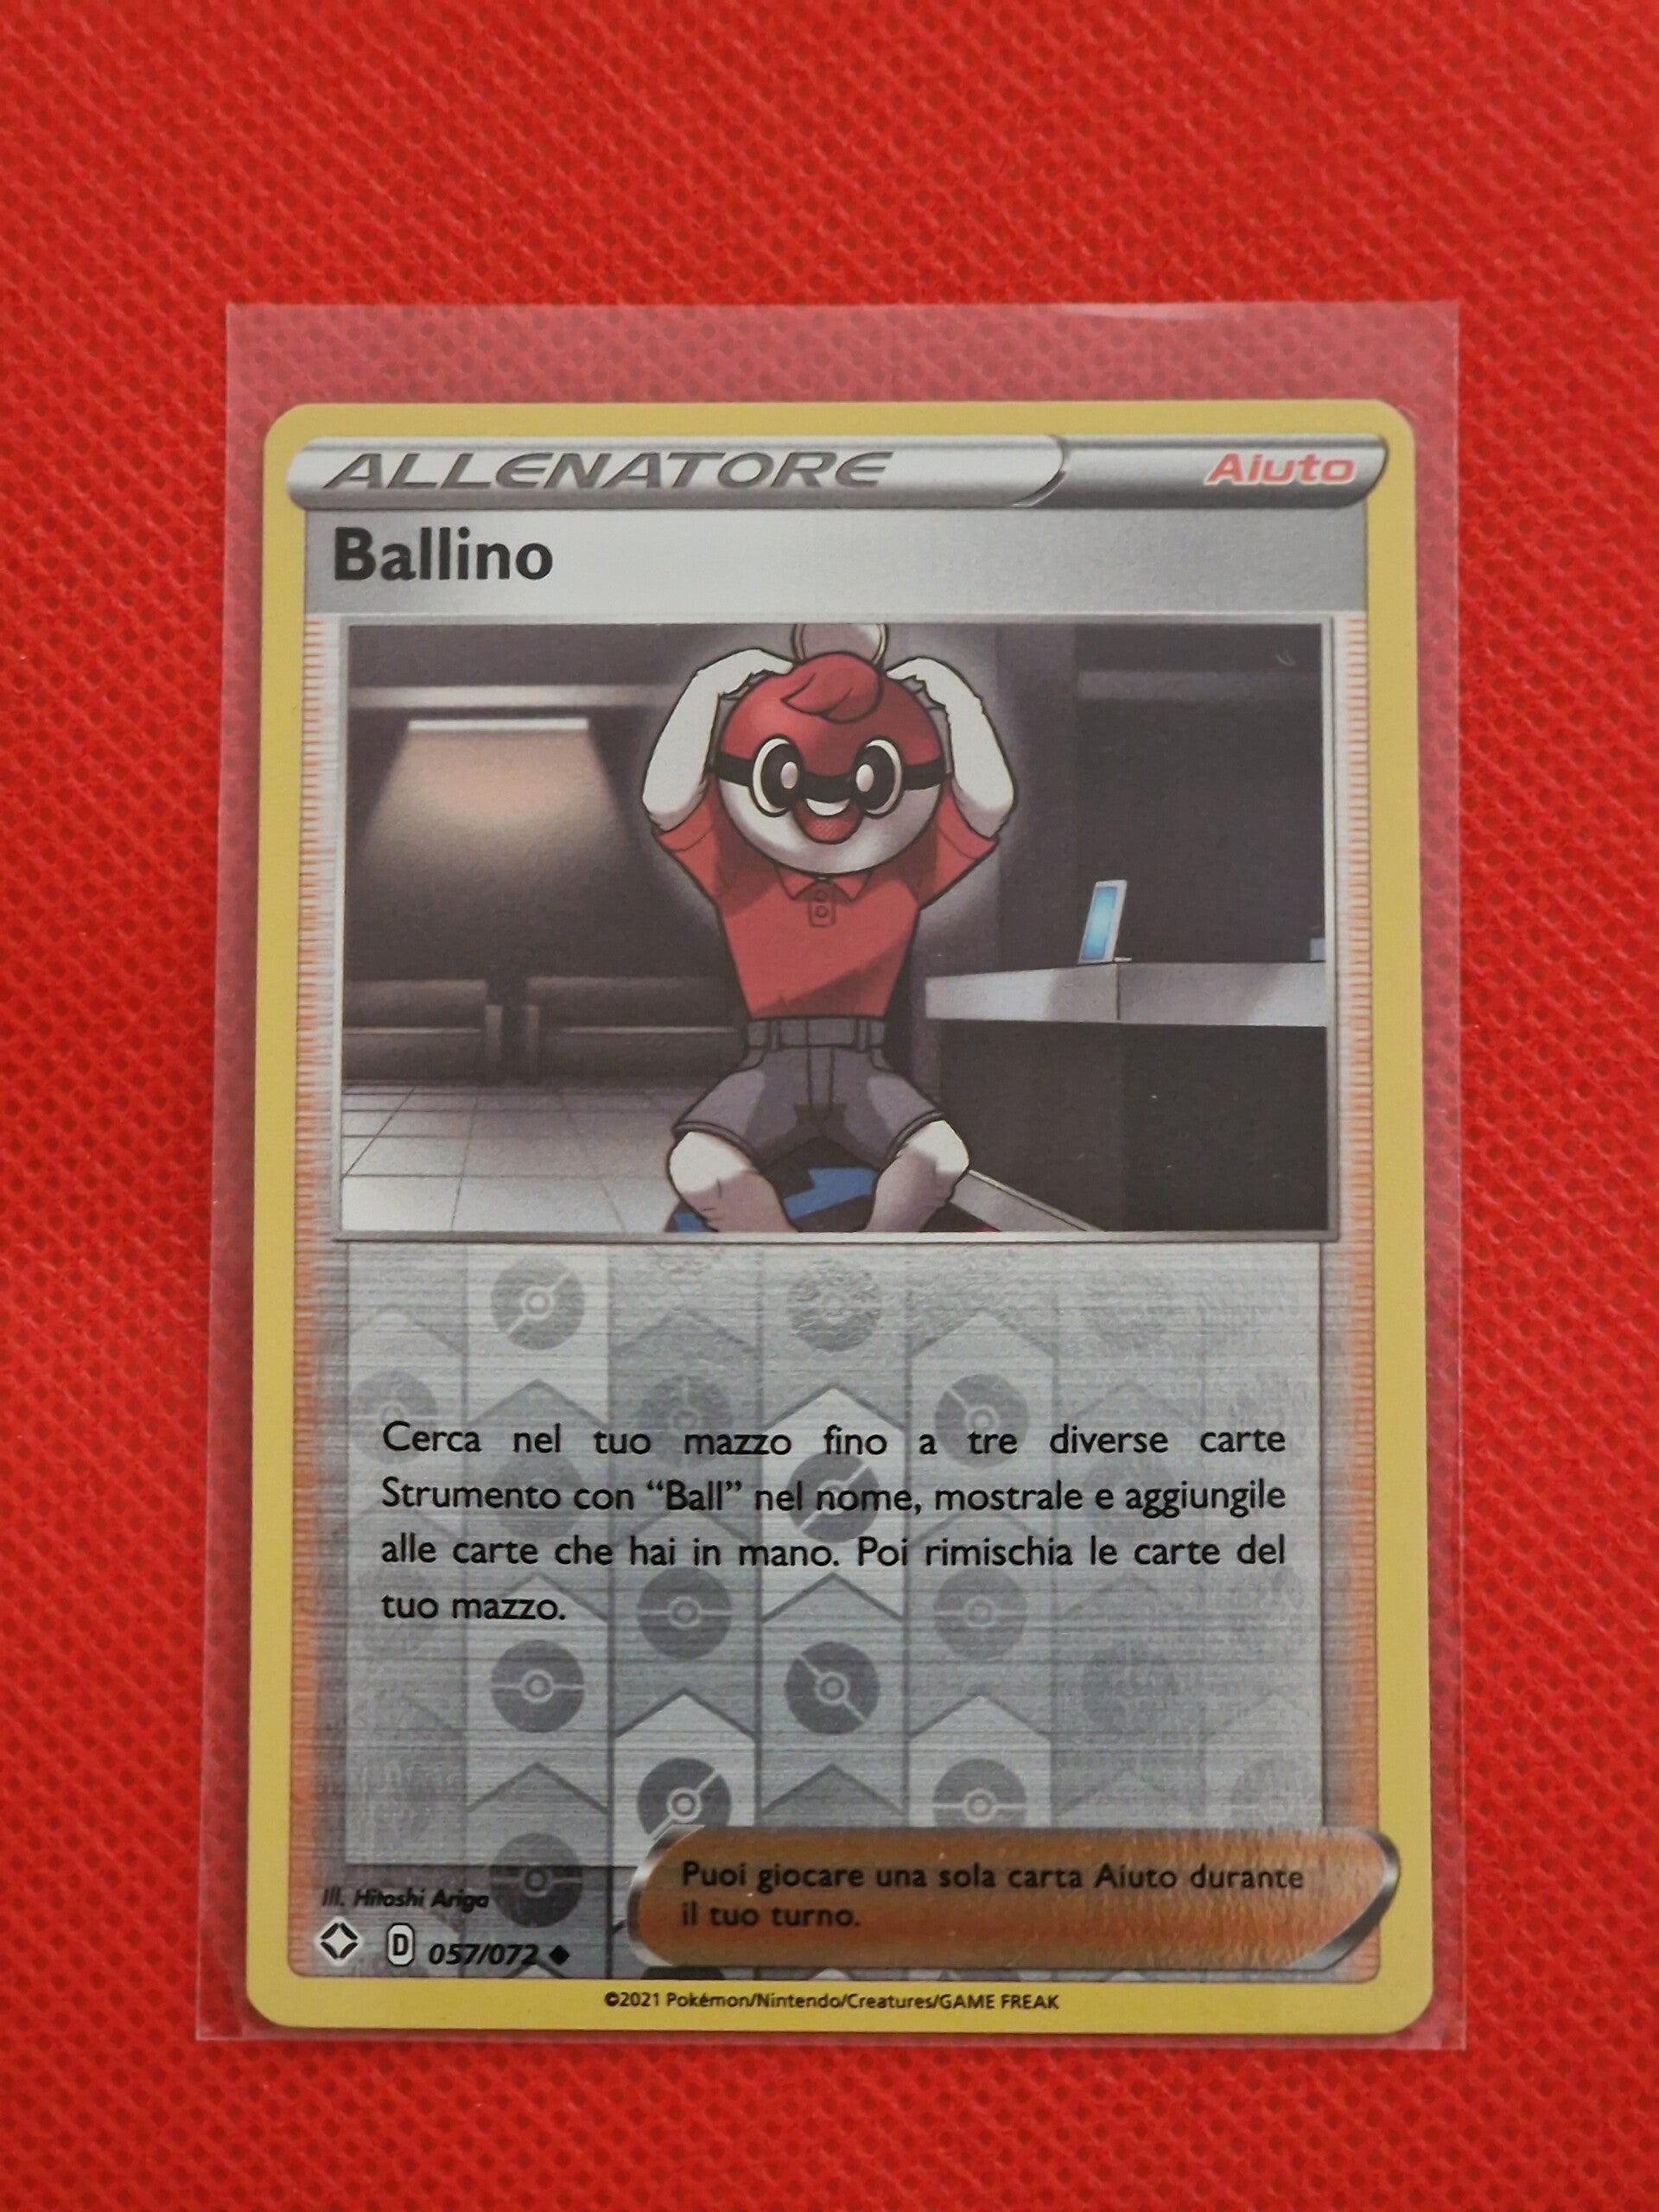 ALLENATORE Aiuto
Ballino
Cerca nel tuo mazzo fino a tre diverse carte
Strumento con “Ball” nel nome, mostrale e aggiungile
alle carte che hai in mano. Poi rimischia le carte del
tuo mazzo.
Puoi giocare una sola carta Aiuto durante
il tuo turno.
Ill. Hitoshi Ariga
D 057/072
©2021 Pokémon/Nintendo/Creatures/GAME FREAK